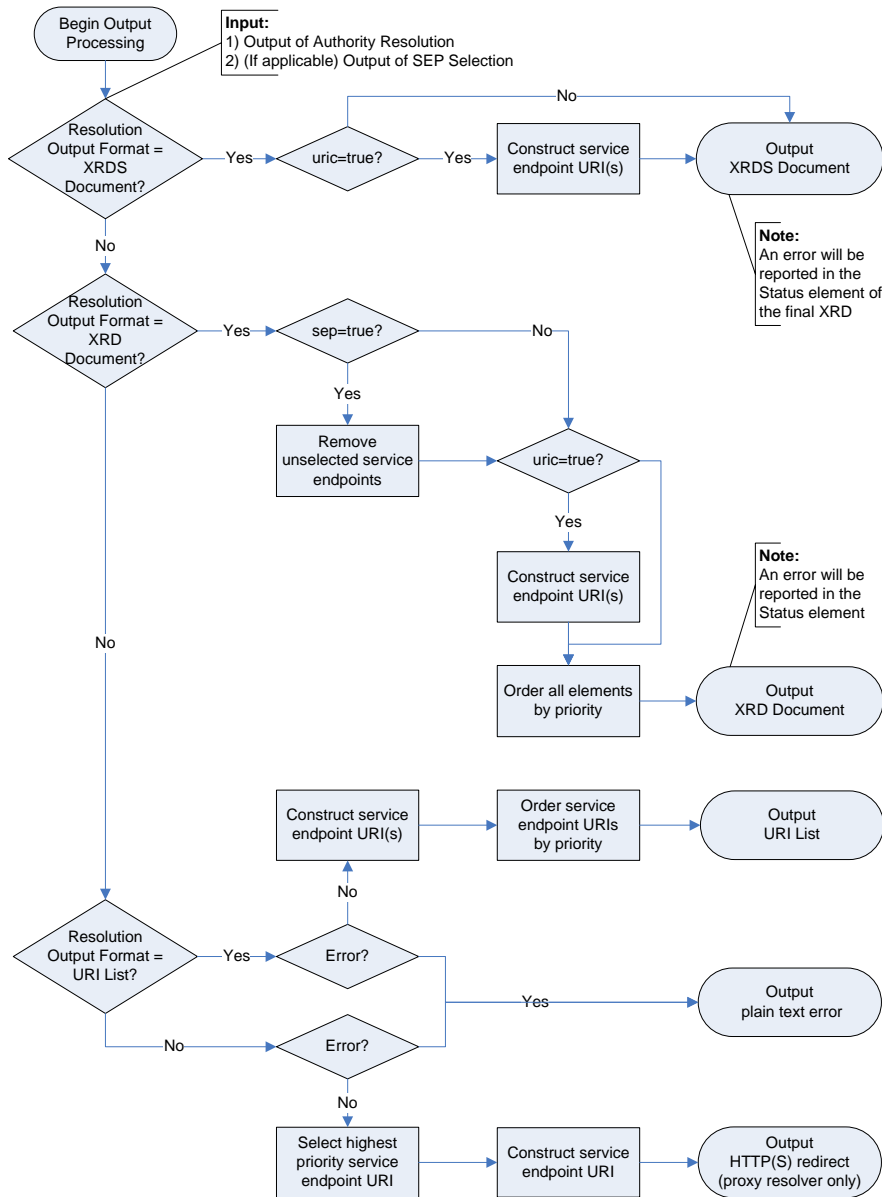 Begin Output
Processing
Input:
1) Output of Authority Resolution
2) (If applicable) Output of SEP Selection
No
Resolution
Output Format =
XRDS
Document?
Yes
uric=true?
Yes
Construct service
endpoint URI(s)
Output
XRDS Document
No
Note:
An error will be
reported in the
Status element of
the final XRD
Resolution
Output Format =
XRD
Document?
Yes
sep=true?
No
Yes
Remove
unselected service
endpoints
uric=true?
Yes
Construct service
endpoint URI(s)
Note:
An error will be
reported in the
Status element
No
Order all elements
by priority
Output
XRD Document
Construct service
endpoint URI(s)
Order service
endpoint URIs
by priority
Output
URI List
No
Resolution
Output Format =
URI List?
Yes
Error?
Yes
Output
plain text error
No
Error?
No
Select highest
priority service
endpoint URI
Construct service
endpoint URI
Output
HTTP(S) redirect
(proxy resolver only)